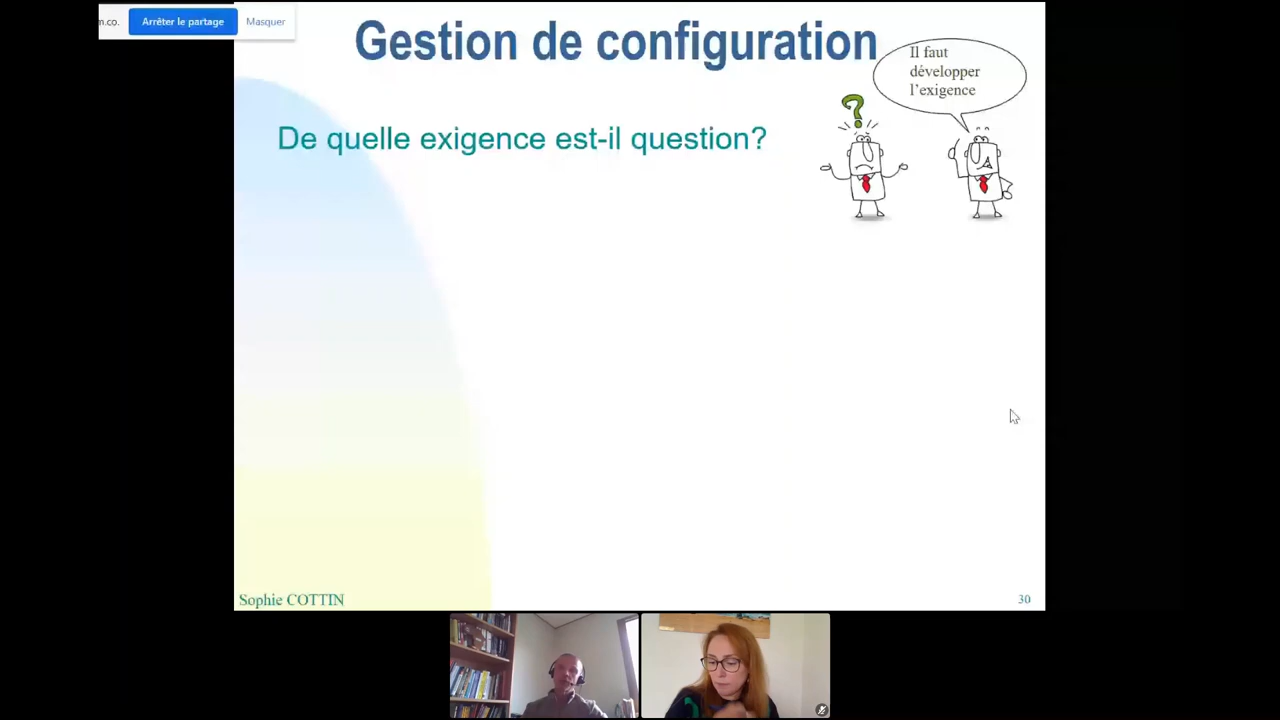 m.co.
Arrêter le partage
Masquer
Gestion de configuration
Il faut
développer
l'exigence
De quelle exigence est-il question?
?
Sophie COTTIN
30